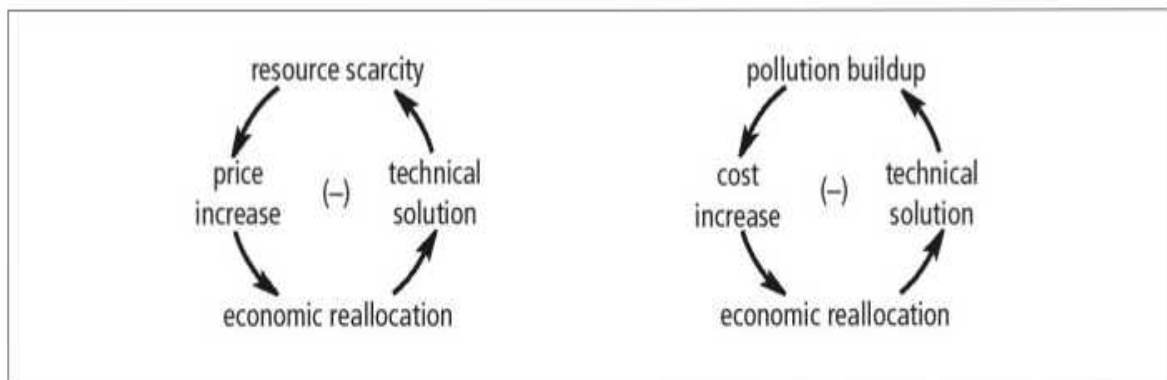 resource scarcity
price
increase
(–)
technical
solution
economic reallocation
pollution buildup
cost
increase
(–)
technical
solution
economic reallocation